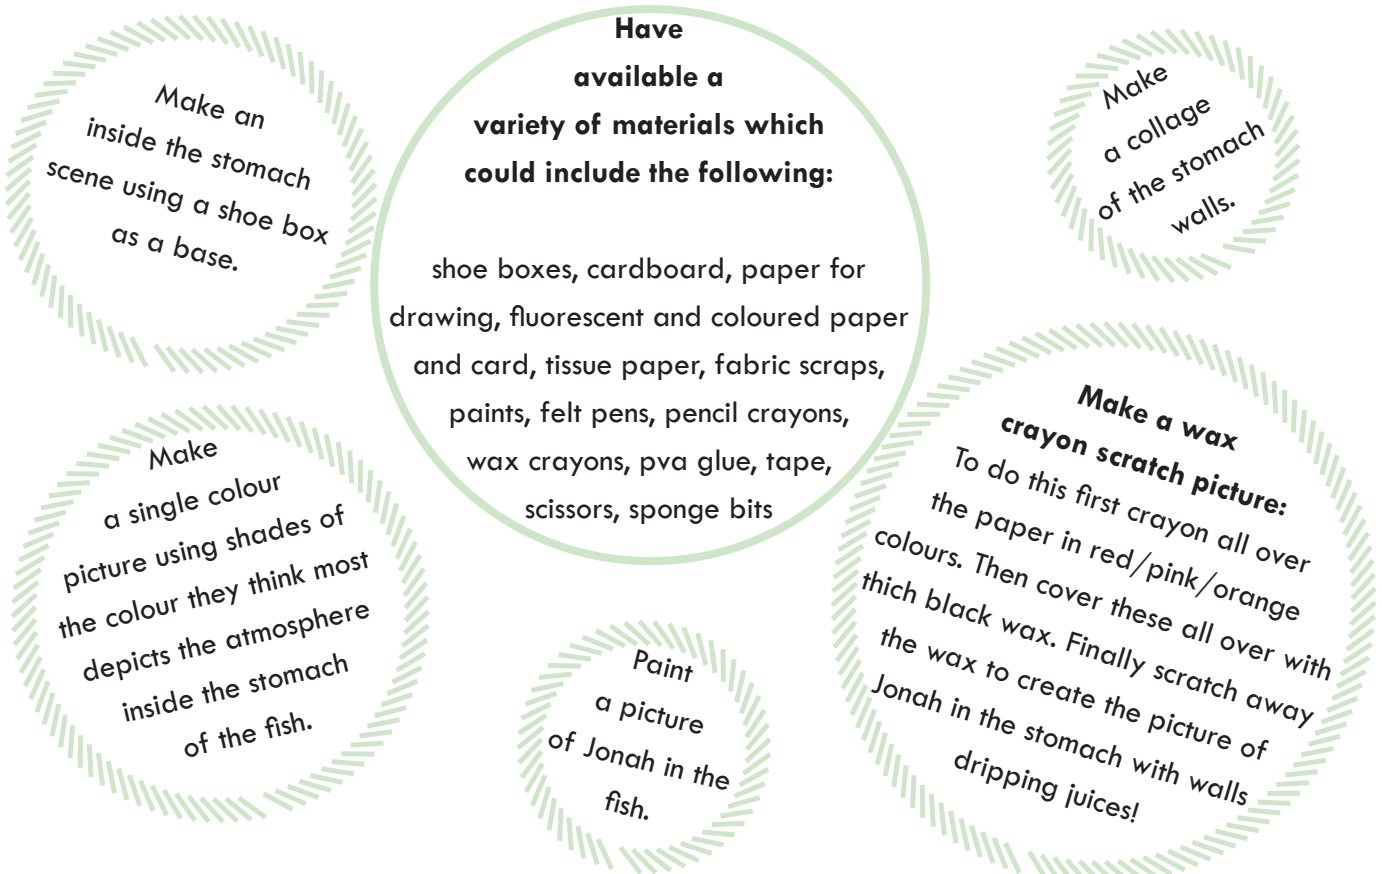 Make an
inside the stomach
scene using a shoe box
as a base.
Have
available a
variety of materials which
could include the following:
shoe boxes, cardboard, paper for
drawing, fluorescent and coloured paper
and card, tissue paper, fabric scraps,
paints, felt pens, pencil crayons,
wax crayons, pva glue, tape,
scissors, sponge bits
Make
a collage
of the stomach
walls.
Make
a single colour
picture using shades of
the colour they think most
depicts the atmosphere
inside the stomach
of the fish.
Paint
a picture
of Jonah in the
fish.
Make a wax
crayon scratch picture:
To do this first crayon all over
the paper in red/pink/orange
colours. Then cover these all over with
thich black wax. Finally scratch away
the wax to create the picture of
Jonah in the stomach with walls
dripping juices!